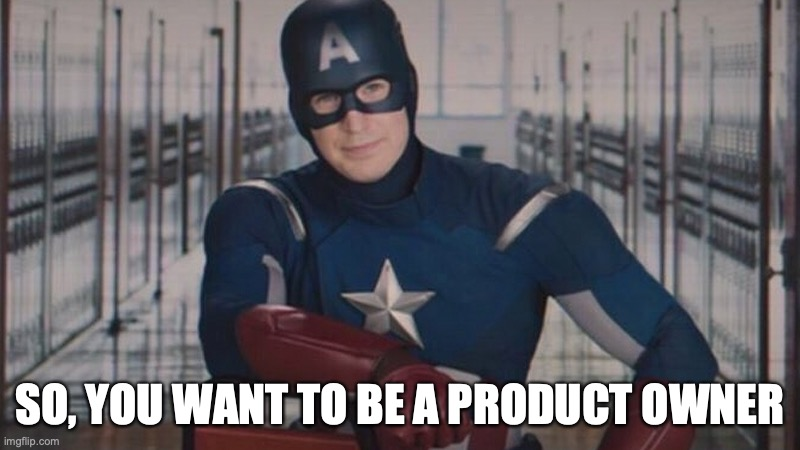 A
SO, YOU WANT TO BE A PRODUCT OWNER
imgflip.com